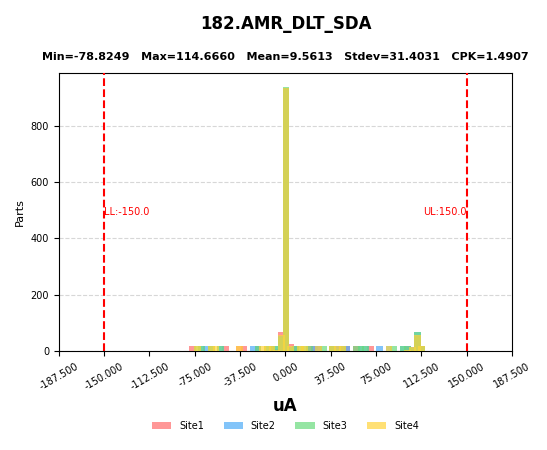 182.AMR_DLT_SDA
Min=-78.8249 Max=114.6660 Mean=9.5613 Stdev=31.4031 CPK=1.4907
Parts
800
600
400
200
0
LL:-150.0
UL:150.0
-187.500 -150.000 -112.500 -75.000 -37.500 0.000 37.500 75.000 112.500 150.000 187.500
uA
Site1 Site2 Site3 Site4